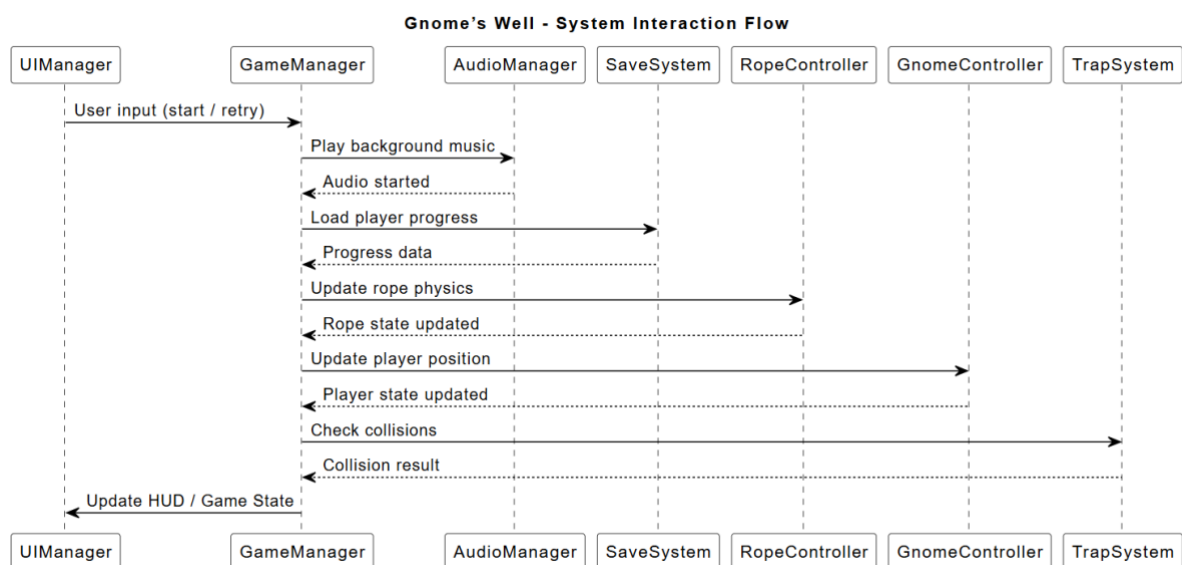 Gnome’s Well - System Interaction Flow
UIManager GameManager AudioManager SaveSystem RopeController GnomeController TrapSystem
User input (start / retry)
Play background music
Audio started
Load player progress
Progress data
Update rope physics
Rope state updated
Update player position
Player state updated
Check collisions
Collision result
Update HUD / Game State
UIManager GameManager AudioManager SaveSystem RopeController GnomeController TrapSystem